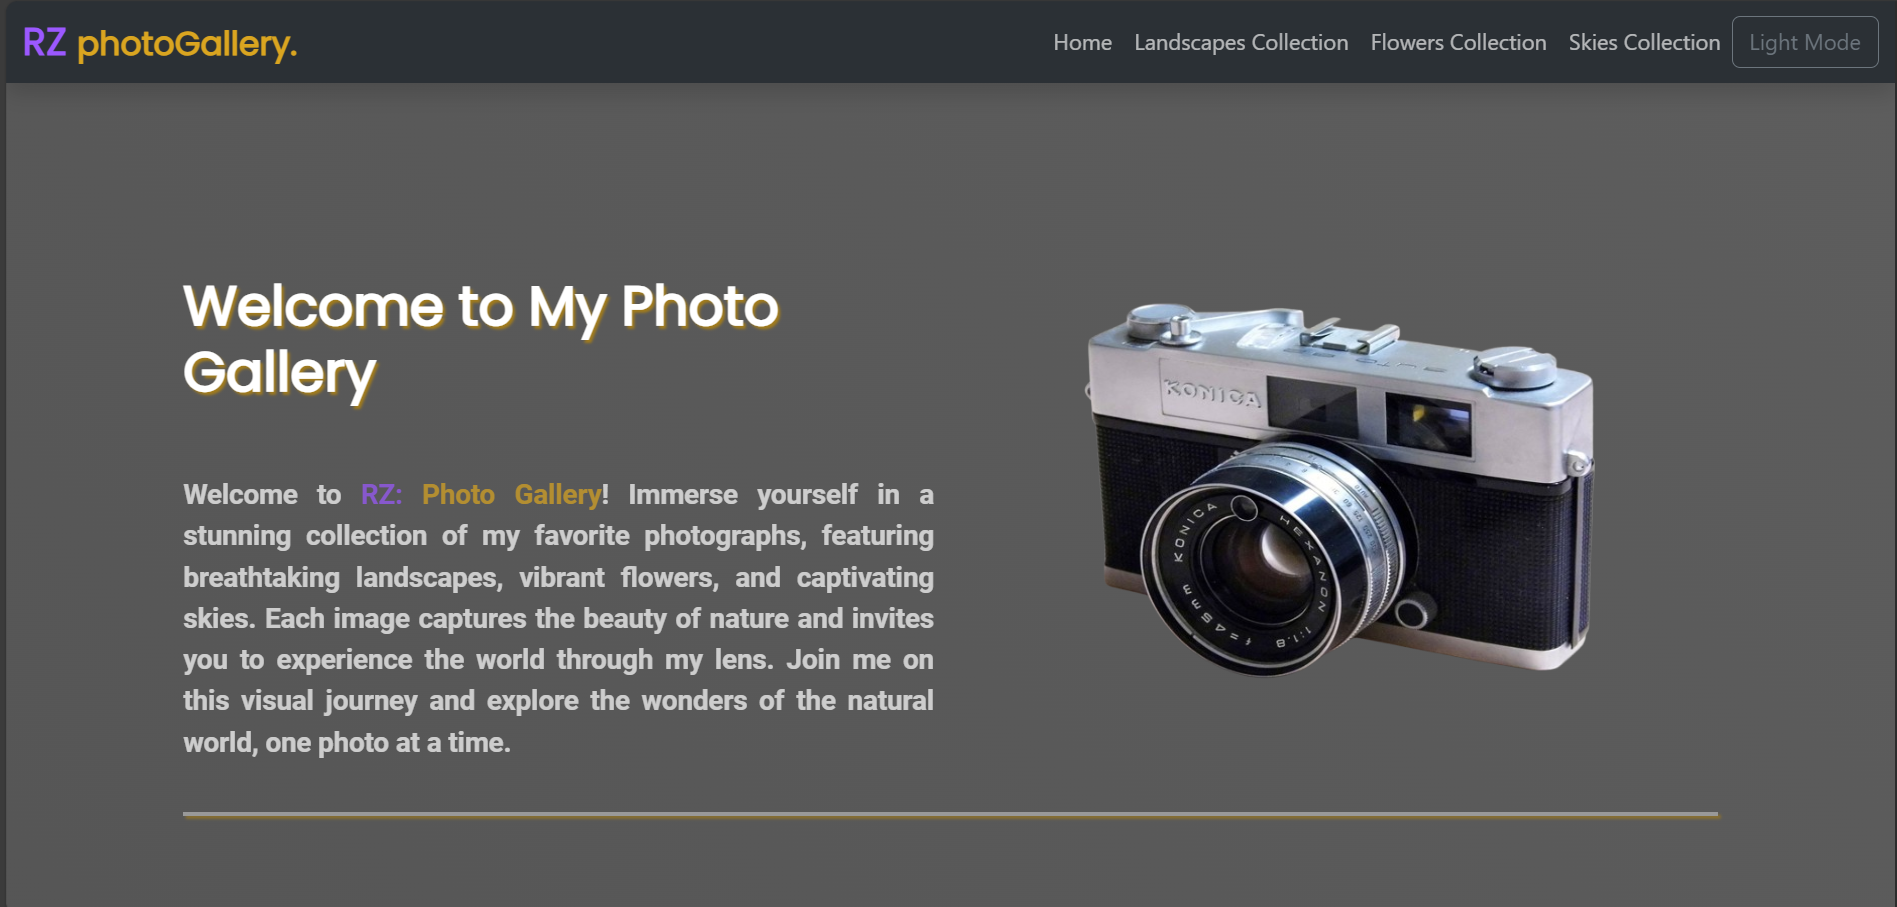 RZ photoGallery.
Home Landscapes Collection Flowers Collection Skies Collection Light Mode
Welcome to My Photo
Gallery
Welcome to RZ: Photo Gallery! Immerse yourself in a
stunning collection of my favorite photographs, featuring
breathtaking landscapes, vibrant flowers, and captivating
skies. Each image captures the beauty of nature and invites
you to experience the world through my lens. Join me on
this visual journey and explore the wonders of the natural
world, one photo at a time.
KONICA
KONICA HEXANON 1:1.8 f=45mm